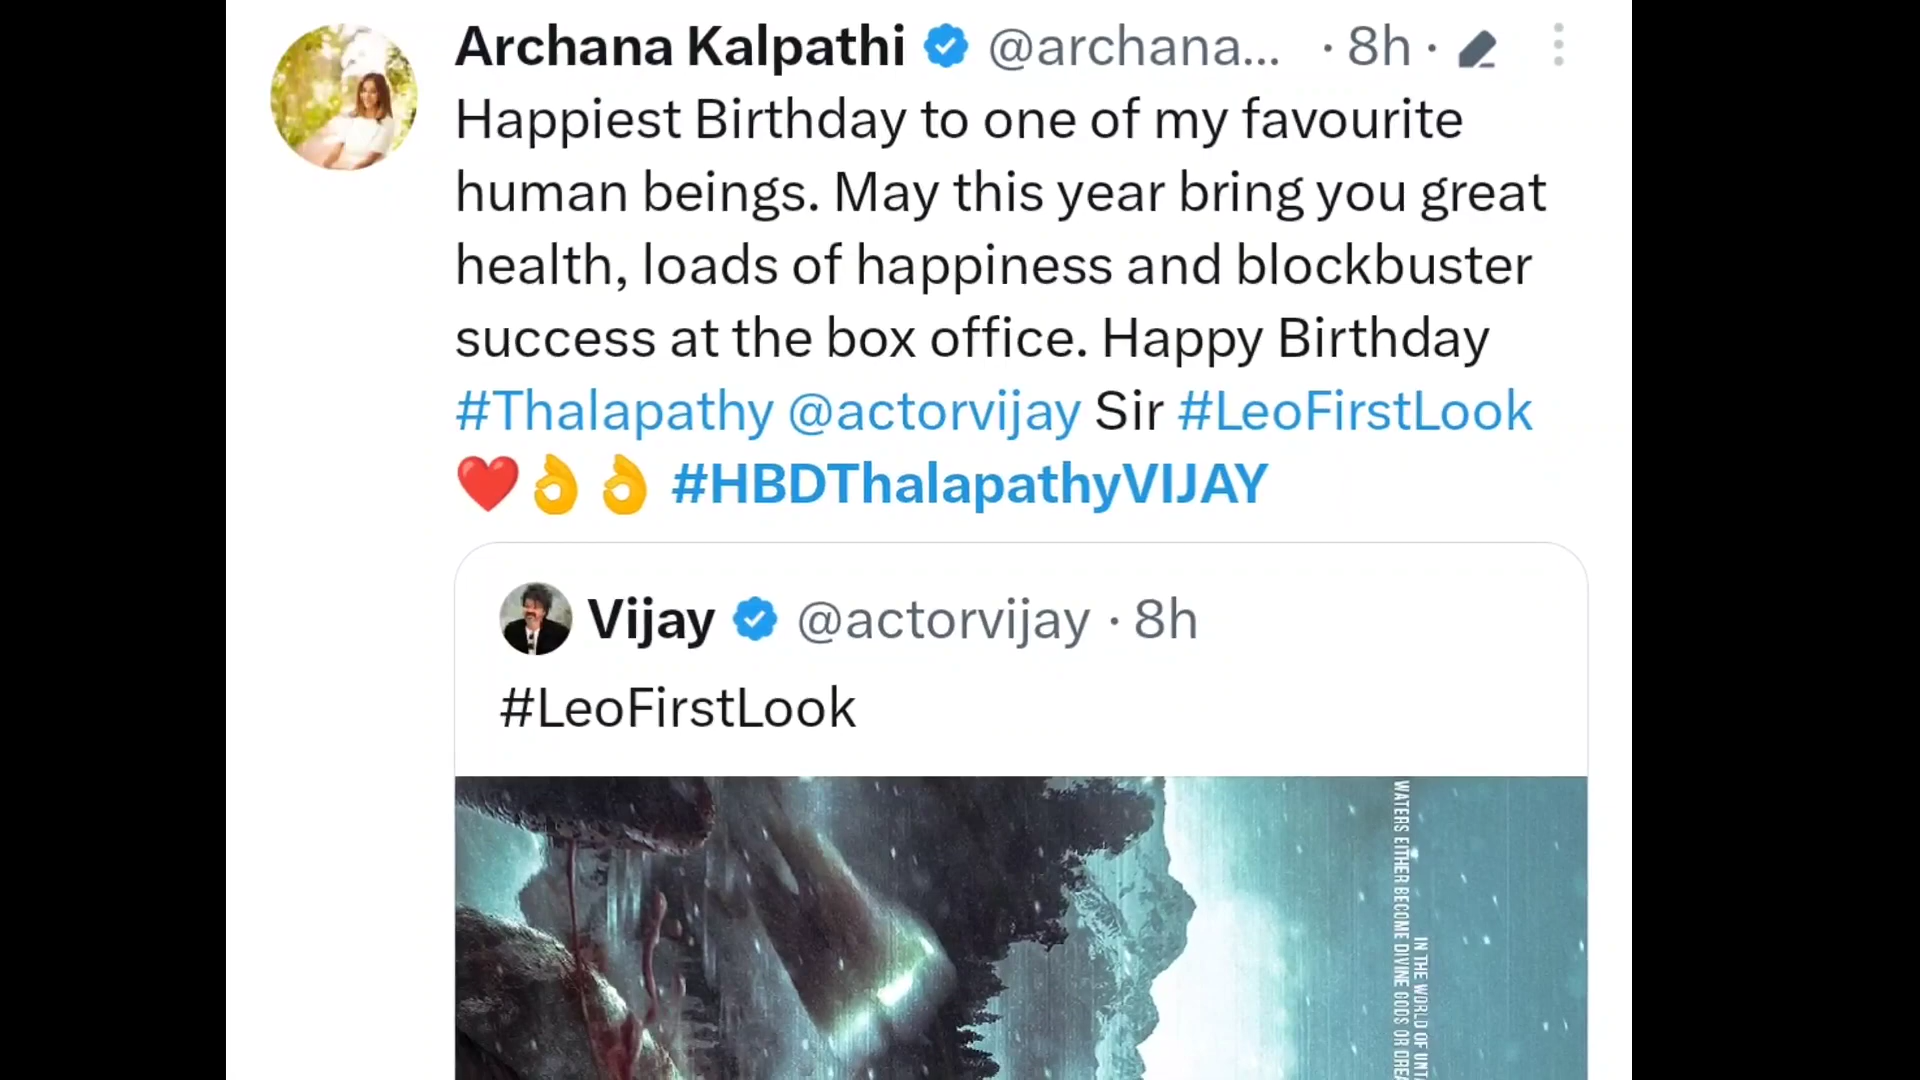 Archana Kalpathi @archana... · 8h ·
Happiest Birthday to one of my favourite
human beings. May this year bring you great
health, loads of happiness and blockbuster
success at the box office. Happy Birthday
#Thalapathy @actorvijay Sir #LeoFirstLook
❤️👌👌 #HBDThalapathyVIJAY
Vijay @actorvijay · 8h
#LeoFirstLook
IN THE WORLD OF
WATERS EITHER BECOME DIVINE GODS OR